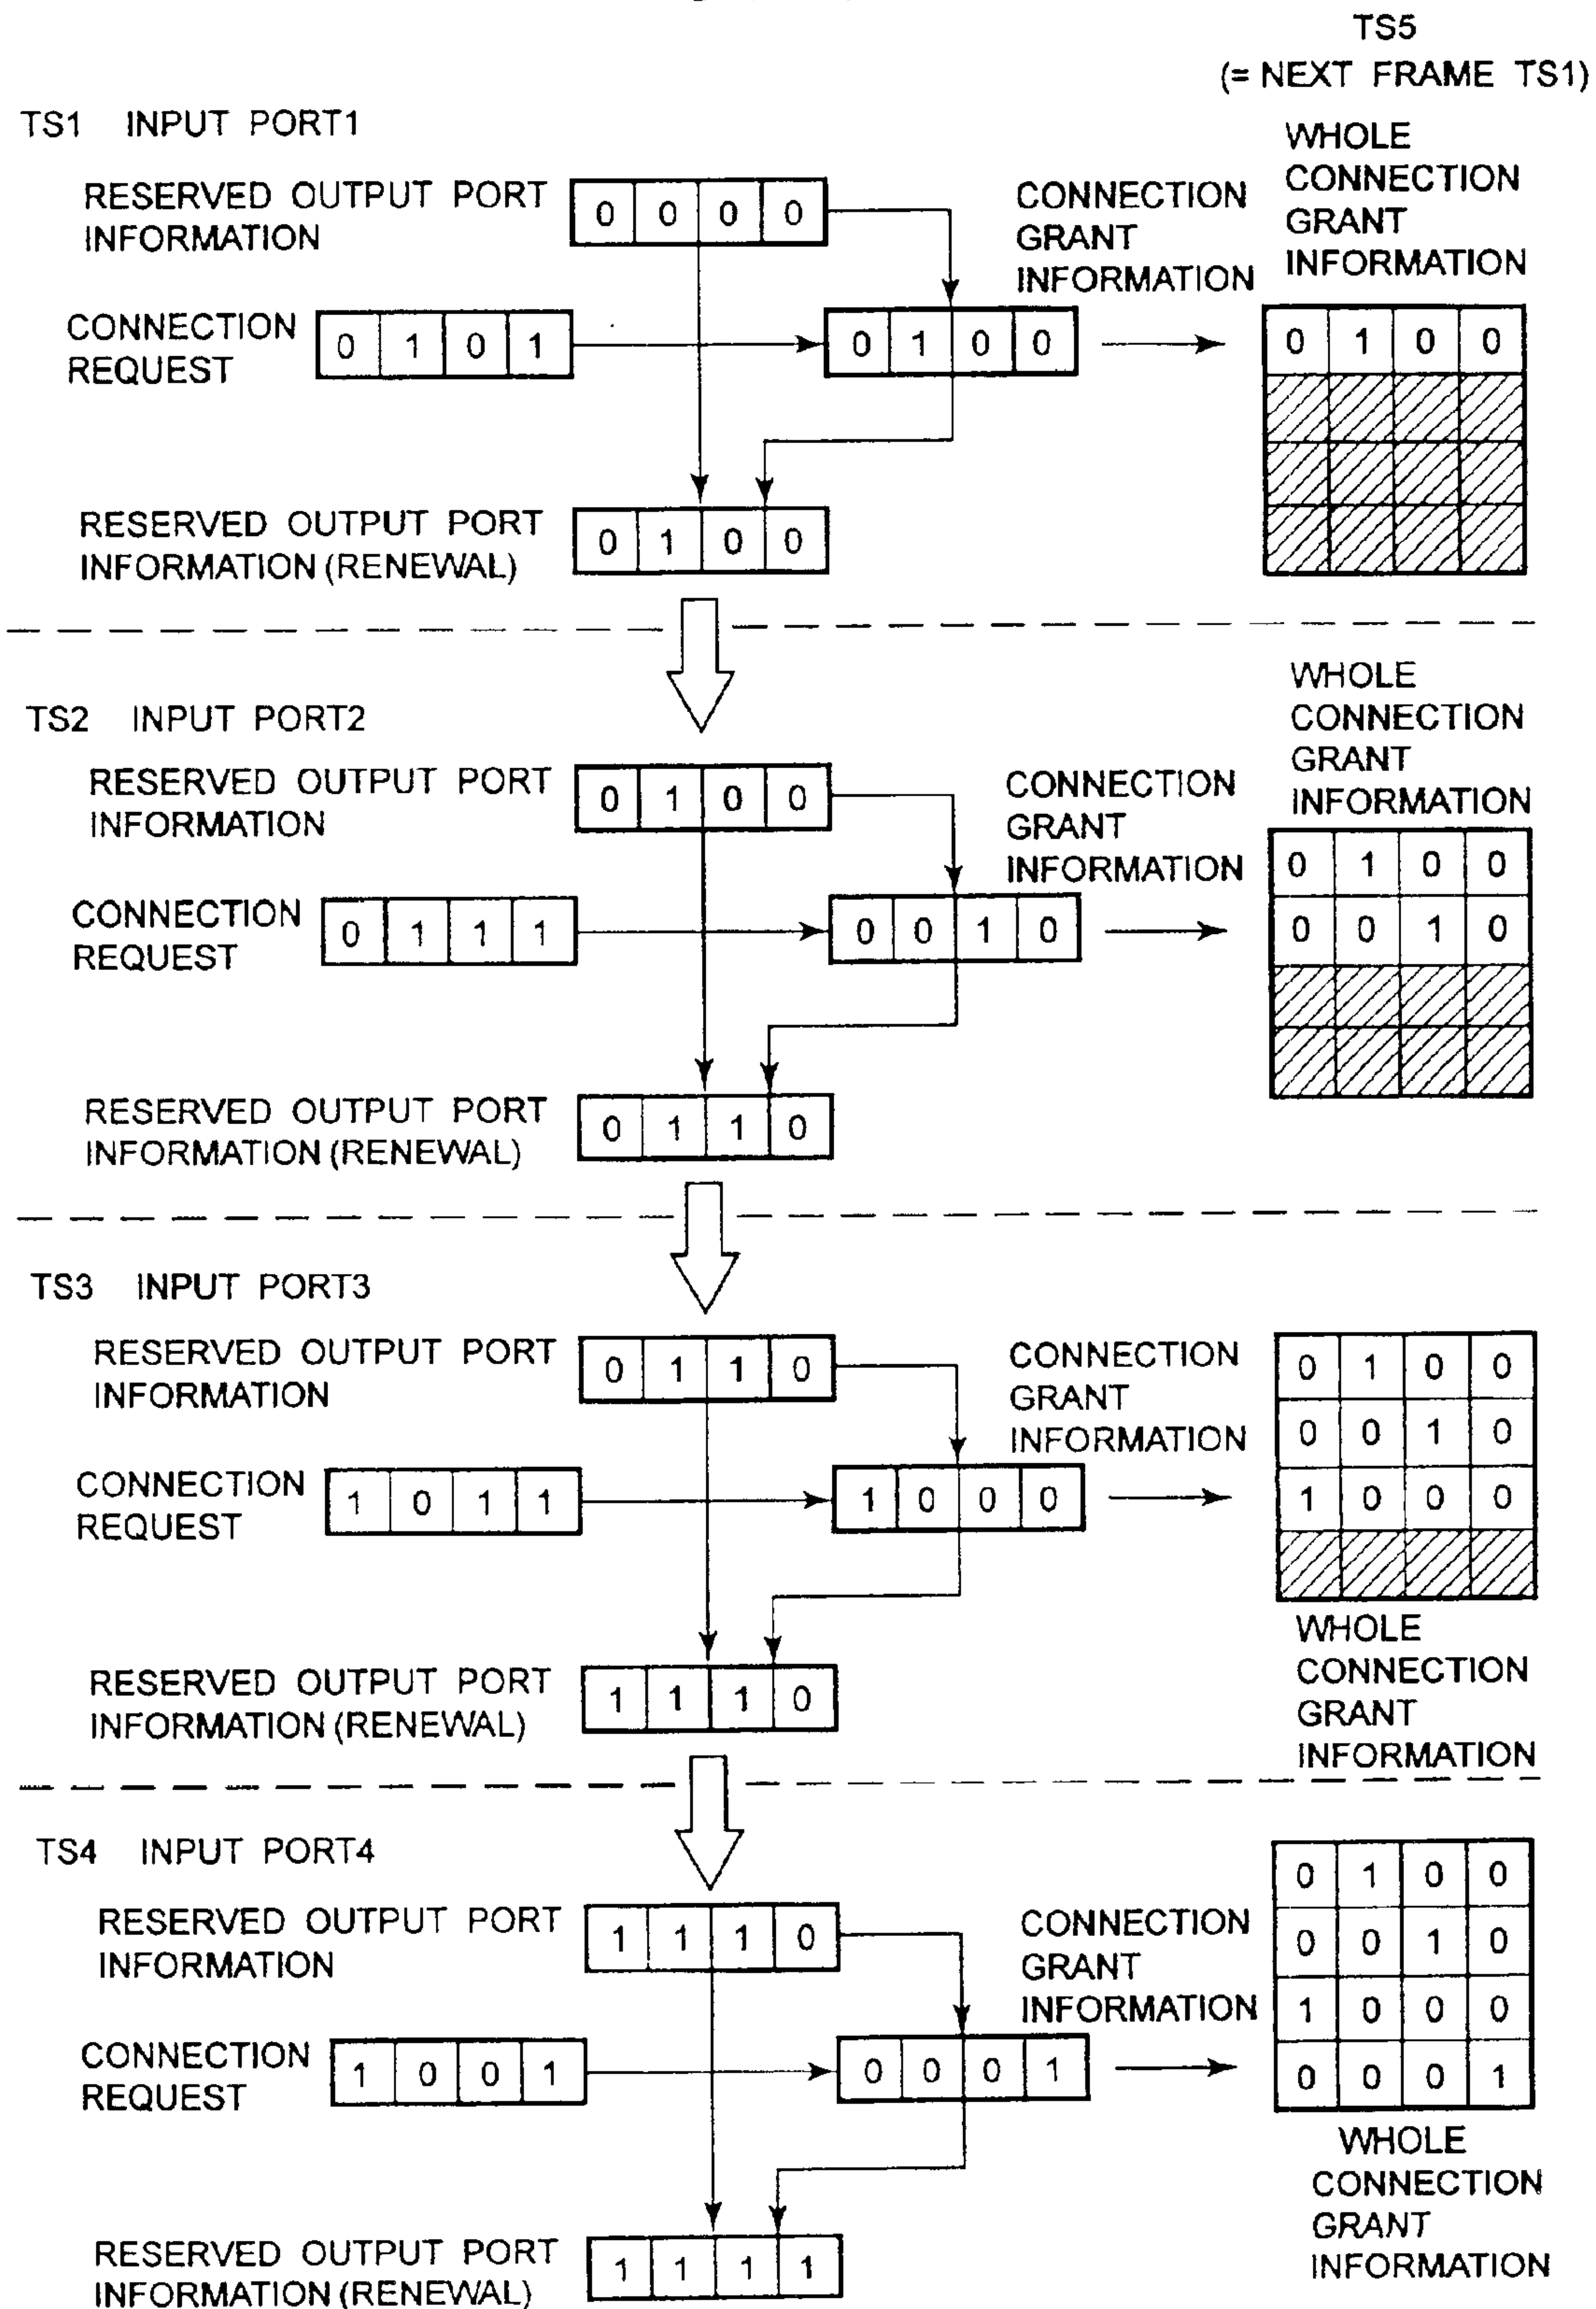 TS5
(= NEXT FRAME TS1)
TS1 INPUT PORT1
WHOLE
CONNECTION
GRANT
INFORMATION
RESERVED OUTPUT PORT
INFORMATION
0 0 0 0
CONNECTION
GRANT
INFORMATION
CONNECTION
REQUEST
0 1 0 1
0 1 0 0
0 1 0 0
RESERVED OUTPUT PORT
INFORMATION (RENEWAL)
0 1 0 0
WHOLE
CONNECTION
GRANT
INFORMATION
TS2 INPUT PORT2
RESERVED OUTPUT PORT
INFORMATION
0 1 0 0
CONNECTION
GRANT
INFORMATION
CONNECTION
REQUEST
0 1 1 1
0 0 1 0
0 1 0 0
0 0 1 0
RESERVED OUTPUT PORT
INFORMATION (RENEWAL)
0 1 1 0
TS3 INPUT PORT3
RESERVED OUTPUT PORT
INFORMATION
0 1 1 0
CONNECTION
GRANT
INFORMATION
CONNECTION
REQUEST
1 0 1 1
1 0 0 0
0 1 0 0
0 0 1 0
1 0 0 0
WHOLE
CONNECTION
GRANT
INFORMATION
RESERVED OUTPUT PORT
INFORMATION (RENEWAL)
1 1 1 0
TS4 INPUT PORT4
RESERVED OUTPUT PORT
INFORMATION
1 1 1 0
CONNECTION
GRANT
INFORMATION
CONNECTION
REQUEST
1 0 0 1
0 0 0 1
0 1 0 0
0 0 1 0
1 0 0 0
0 0 0 1
WHOLE
CONNECTION
GRANT
INFORMATION
RESERVED OUTPUT PORT
INFORMATION (RENEWAL)
1 1 1 1